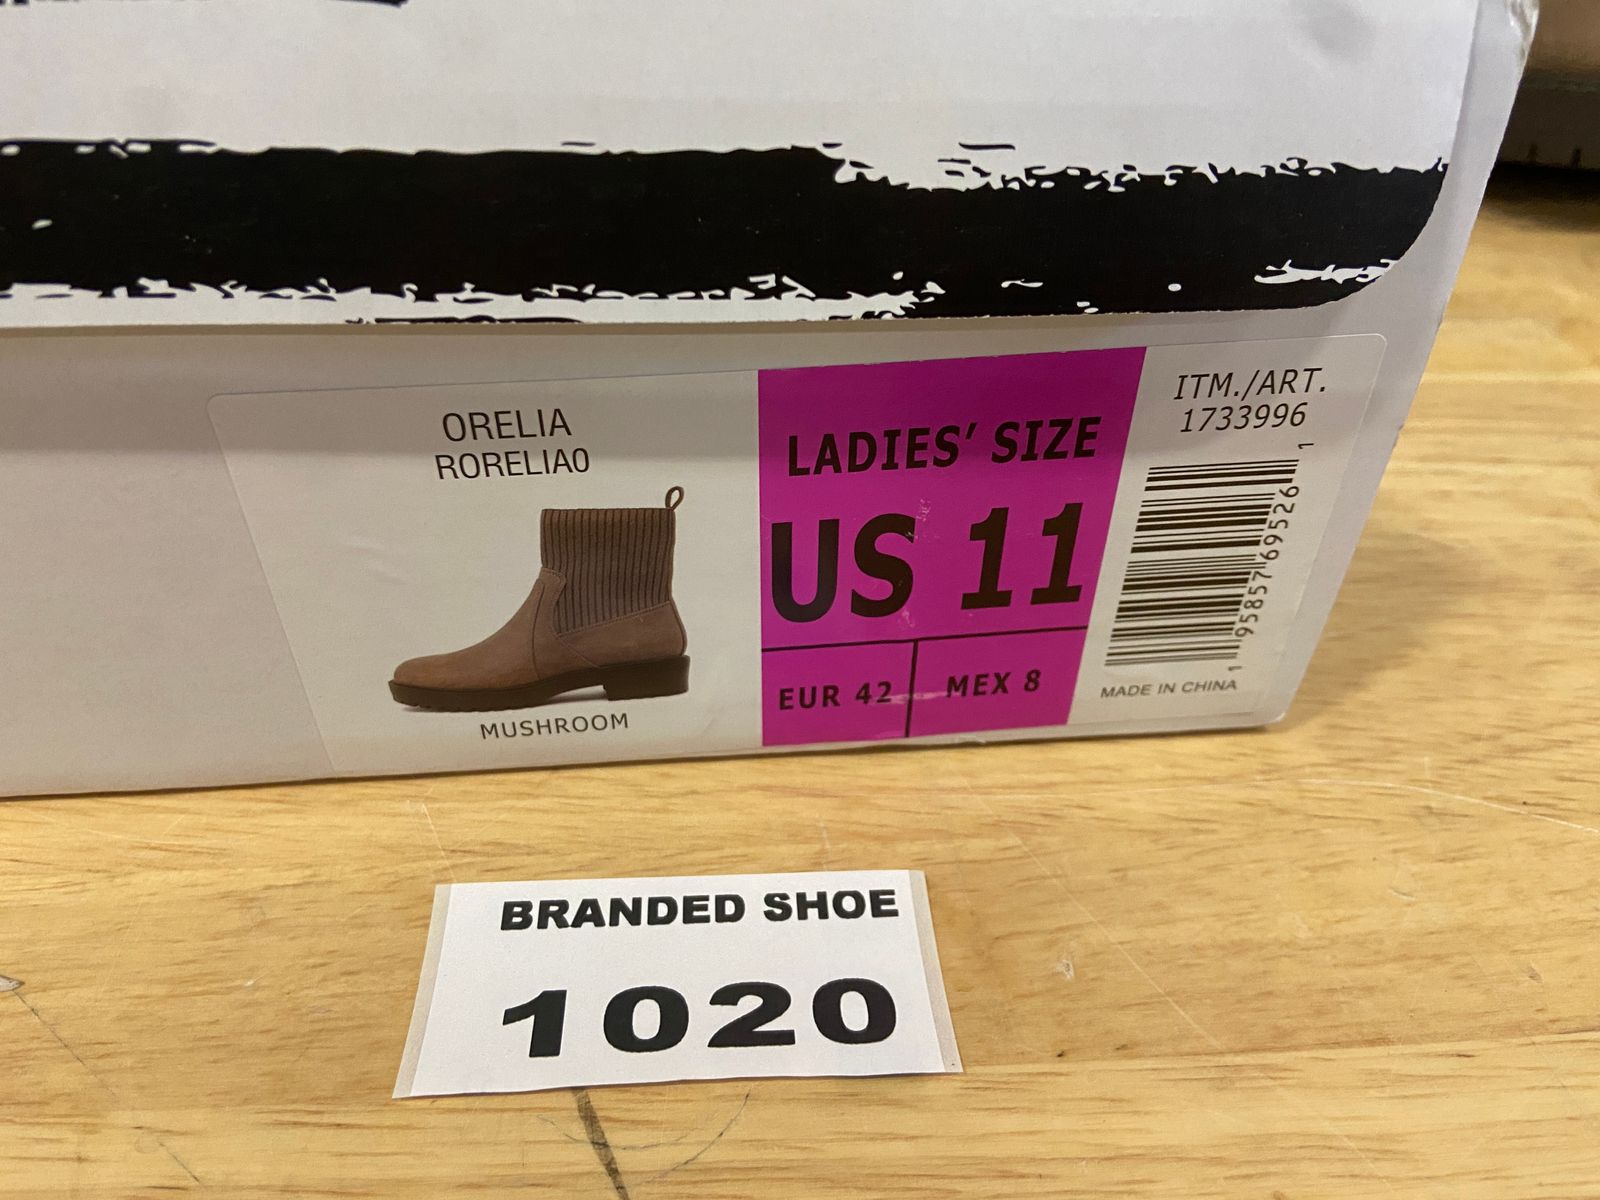 ORELIA
RORELIA0
MUSHROOM
LADIES' SIZE
US 11
EUR 42
MEX 8
ITM./ART.
1733996
1 95857 69526 1
MADE IN CHINA
BRANDED SHOE
1020